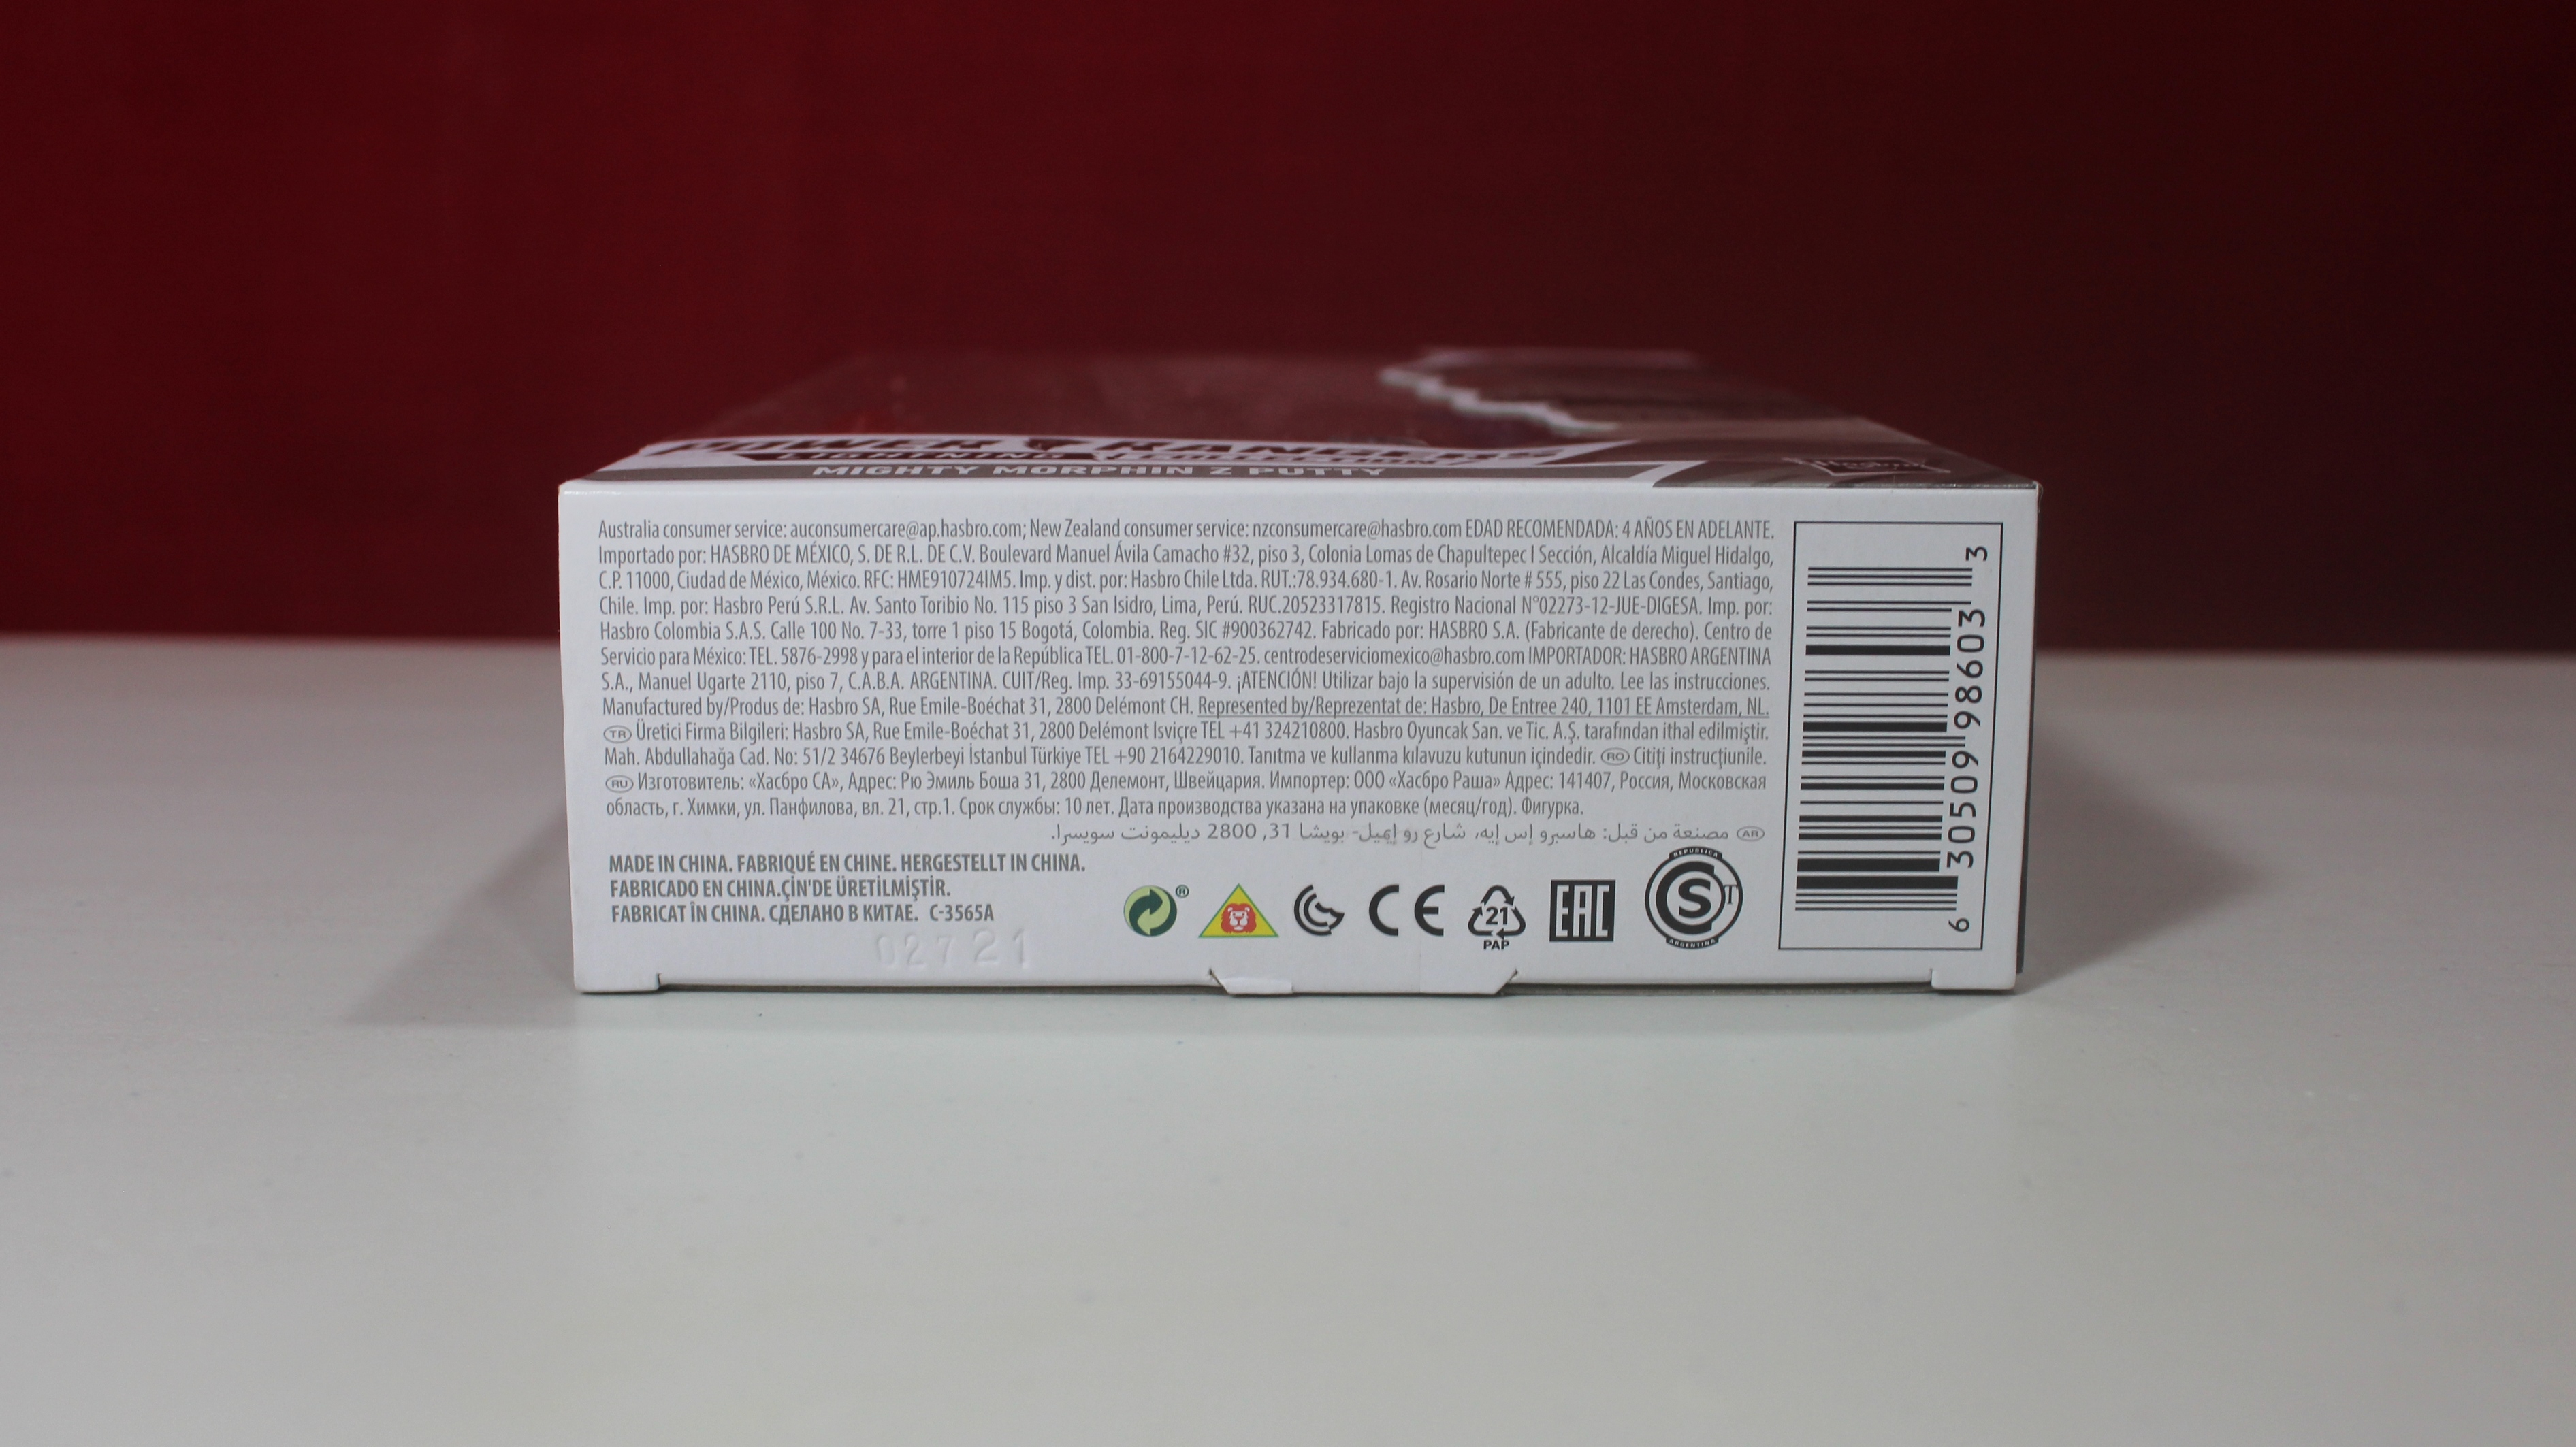 POWER RANGERS
LIGHTNING
MIGHTY MORPHIN Z PUTTY
Hasbro
Australia consumer service: auconsumercare@ap.hasbro.com; New Zealand consumer service: nzconsumercare@hasbro.com EDAD RECOMENDADA: 4 AÑOS EN ADELANTE.
Importado por: HASBRO DE MÉXICO, S. DE R.L. DE C.V. Boulevard Manuel Ávila Camacho #32, piso 3, Colonia Lomas de Chapultepec I Sección, Alcaldía Miguel Hidalgo,
C.P. 11000, Ciudad de México, México. RFC: HME910724IM5. Imp. y dist. por: Hasbro Chile Ltda. RUT.:78.934.680-1. Av. Rosario Norte # 555, piso 22 Las Condes, Santiago,
Chile. Imp. por: Hasbro Perú S.R.L. Av. Santo Toribio No. 115 piso 3 San Isidro, Lima, Perú. RUC.20523317815. Registro Nacional N°02273-12-JUE-DIGESA. Imp. por:
Hasbro Colombia S.A.S. Calle 100 No. 7-33, torre 1 piso 15 Bogotá, Colombia. Reg. SIC #900362742. Fabricado por: HASBRO S.A. (Fabricante de derecho). Centro de
Servicio para México: TEL. 5876-2998 y para el interior de la República TEL. 01-800-7-12-62-25. centrodeserviciomexico@hasbro.com IMPORTADOR: HASBRO ARGENTINA
S.A., Manuel Ugarte 2110, piso 7, C.A.B.A. ARGENTINA. CUIT/Reg. Imp. 33-69155044-9. ¡ATENCIÓN! Utilizar bajo la supervisión de un adulto. Lee las instrucciones.
Manufactured by/Produs de: Hasbro SA, Rue Emile-Boéchat 31, 2800 Delémont CH. Represented by/Reprezentat de: Hasbro, De Entree 240, 1101 EE Amsterdam, NL.
TR Üretici Firma Bilgileri: Hasbro SA, Rue Emile-Boéchat 31, 2800 Delémont Isviçre TEL +41 324210800. Hasbro Oyuncak San. ve Tic. A.Ş. tarafından ithal edilmiştir.
Mah. Abdullahağa Cad. No: 51/2 34676 Beylerbeyi İstanbul Türkiye TEL +90 2164229010. Tanıtma ve kullanma kılavuzu kutunun içindedir. RO Citiţi instrucţiunile.
RU Изготовитель: «Хасбро СА», Адрес: Рю Эмиль Боша 31, 2800 Делемонт, Швейцария. Импортер: ООО «Хасбро Раша» Адрес: 141407, Россия, Московская
область, г. Химки, ул. Панфилова, вл. 21, стр.1. Срок службы: 10 лет. Дата производства указана на упаковке (месяц/год). Фигурка.
AR مصنعة من قبل: هاسبرو إس إيه، شارع رو إيميل- بويشا 31, 2800 ديليمونت سويسرا.
MADE IN CHINA. FABRIQUÉ EN CHINE. HERGESTELLT IN CHINA.
FABRICADO EN CHINA.ÇİN'DE ÜRETİLMİŞTİR.
FABRICAT ÎN CHINA. СДЕЛАНО В КИТАЕ. C-3565A
02721
®
CE
21
PAP
EAC
REPUBLICA
S T
ARGENTINA
6 30509 98603 3